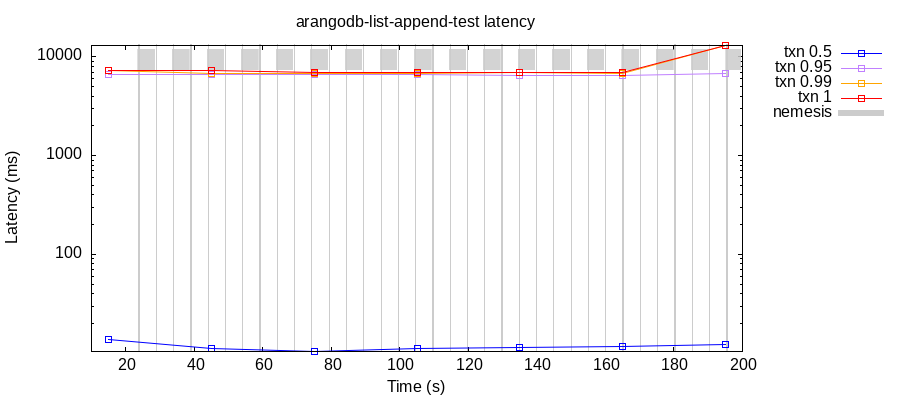 arangodb-list-append-test latency
txn 0.5
txn 0.95
txn 0.99
txn 1
nemesis
10000
1000
100
Latency (ms)
20 40 60 80 100 120 140 160 180 200
Time (s)